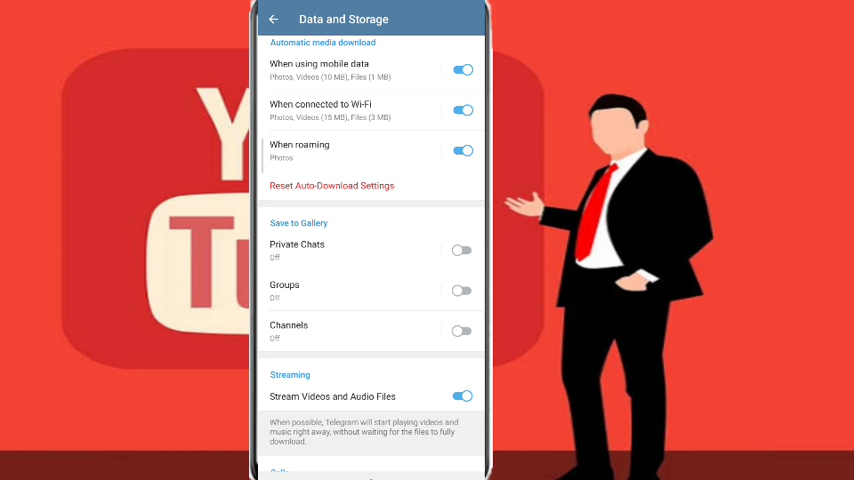 Data and Storage
Automatic media download
When using mobile data
Photos, Videos (10 MB), Files (1 MB)
When connected to Wi-Fi
Photos, Videos (15 MB), Files (3 MB)
When roaming
Photos
Reset Auto-Download Settings
Save to Gallery
Private Chats
Off
Groups
Off
Channels
Off
Streaming
Stream Videos and Audio Files
When possible, Telegram will start playing videos and
music right away, without waiting for the files to fully
download.